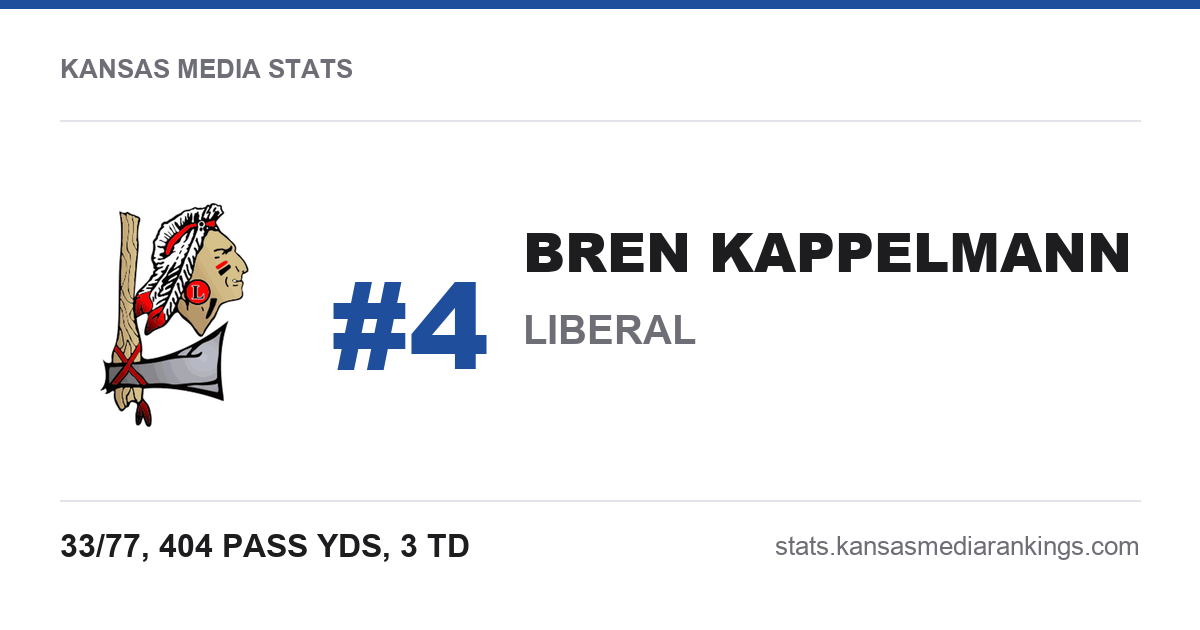 KANSAS MEDIA STATS
L
#4
BREN KAPPELMANN
LIBERAL
33/77, 404 PASS YDS, 3 TD
stats.kansasmediarankings.com